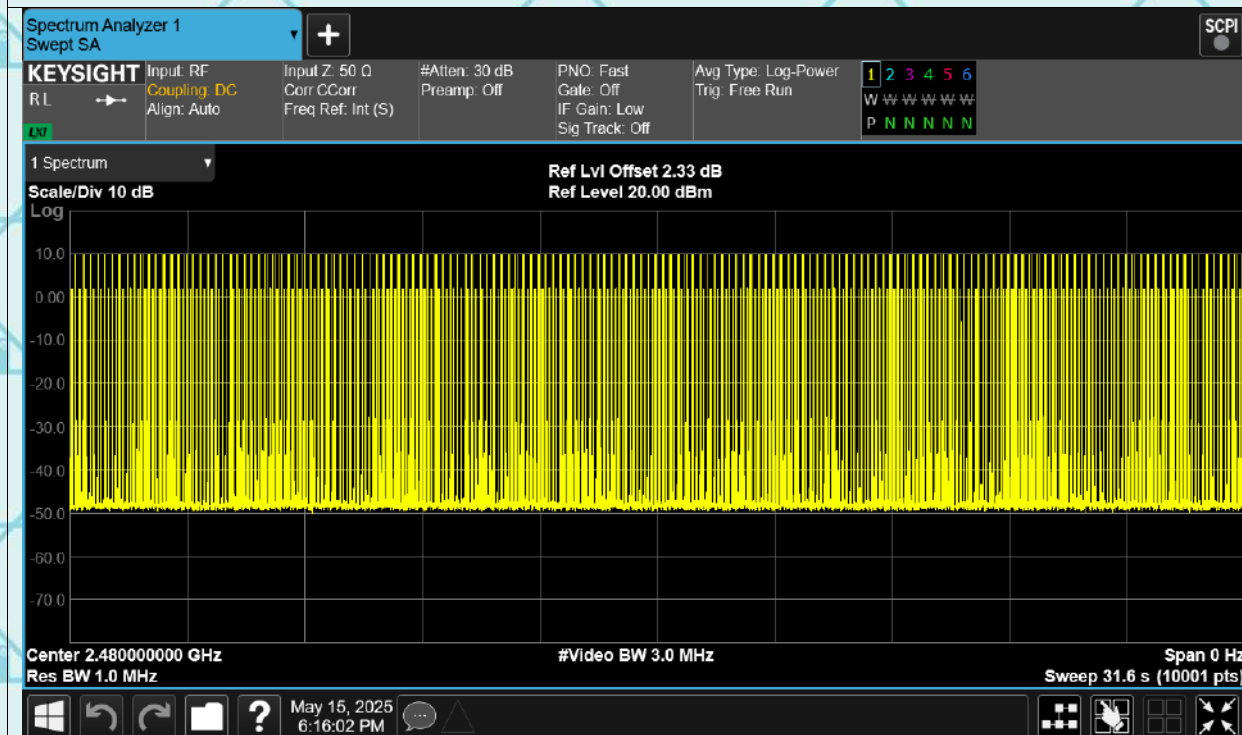 Spectrum Analyzer 1
Swept SA
+
SCPI
KEYSIGHT
RL
LXI
Input: RF
Coupling: DC
Align: Auto
Input Z: 50 Ω
Corr CCorr
Freq Ref: Int (S)
#Atten: 30 dB
Preamp: Off
PNO: Fast
Gate: Off
IF Gain: Low
Sig Track: Off
Avg Type: Log-Power
Trig: Free Run
1 2 3 4 5 6
W W W W W W
P N N N N N
1 Spectrum
Scale/Div 10 dB
Ref Lvl Offset 2.33 dB
Ref Level 20.00 dBm
Log
10.0
0.00
-10.0
-20.0
-30.0
-40.0
-50.0
-60.0
-70.0
Center 2.480000000 GHz
#Video BW 3.0 MHz
Span 0 Hz
Res BW 1.0 MHz
Sweep 31.6 s (10001 pts)
?
May 15, 2025
6:16:02 PM